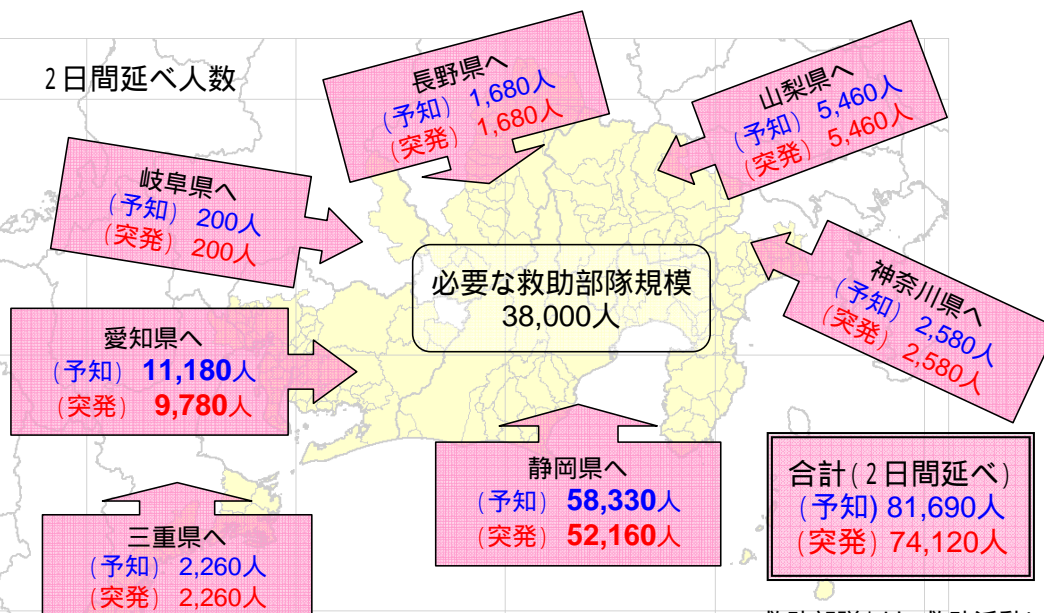 2日間延べ人数
長野県へ
(予知) 1,680人
(突発) 1,680人
山梨県へ
(予知) 5,460人
(突発) 5,460人
岐阜県へ
(予知) 200人
(突発) 200人
必要な救助部隊規模
38,000人
神奈川県へ
(予知) 2,580人
(突発) 2,580人
愛知県へ
(予知) 11,180人
(突発) 9,780人
静岡県へ
(予知) 58,330人
(突発) 52,160人
合計(2日間延べ)
(予知) 81,690人
(突発) 74,120人
三重県へ
(予知) 2,260人
(突発) 2,260人